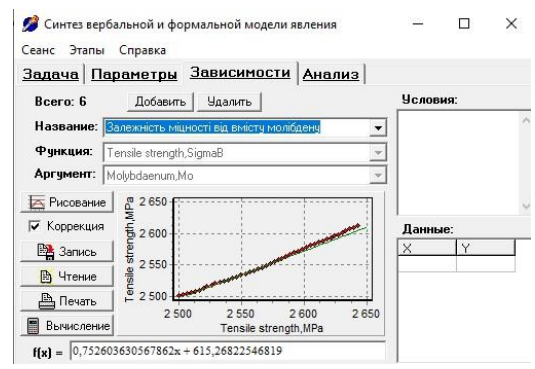 Синтез вербальной и формальной модели явления
Сеанс Этапы Справка
Задача Параметры Зависимости Анализ
Всего: 6 Добавить Удалить
Название: Залежність міцності від вмісту молібдену
Функция: Tensile strength,SigmaB
Аргумент: Molybdaenum,Mo
Рисование
Коррекция
Запись
Чтение
Печать
Вычисление
Tensile strength,MPa
2 650
2 600
2 550
2 500
2 500 2 550 2 600 2 650
Tensile strength,MPa
f(x) = 0,752603630567862x + 615,26822546819
Условия:
Данные:
X Y